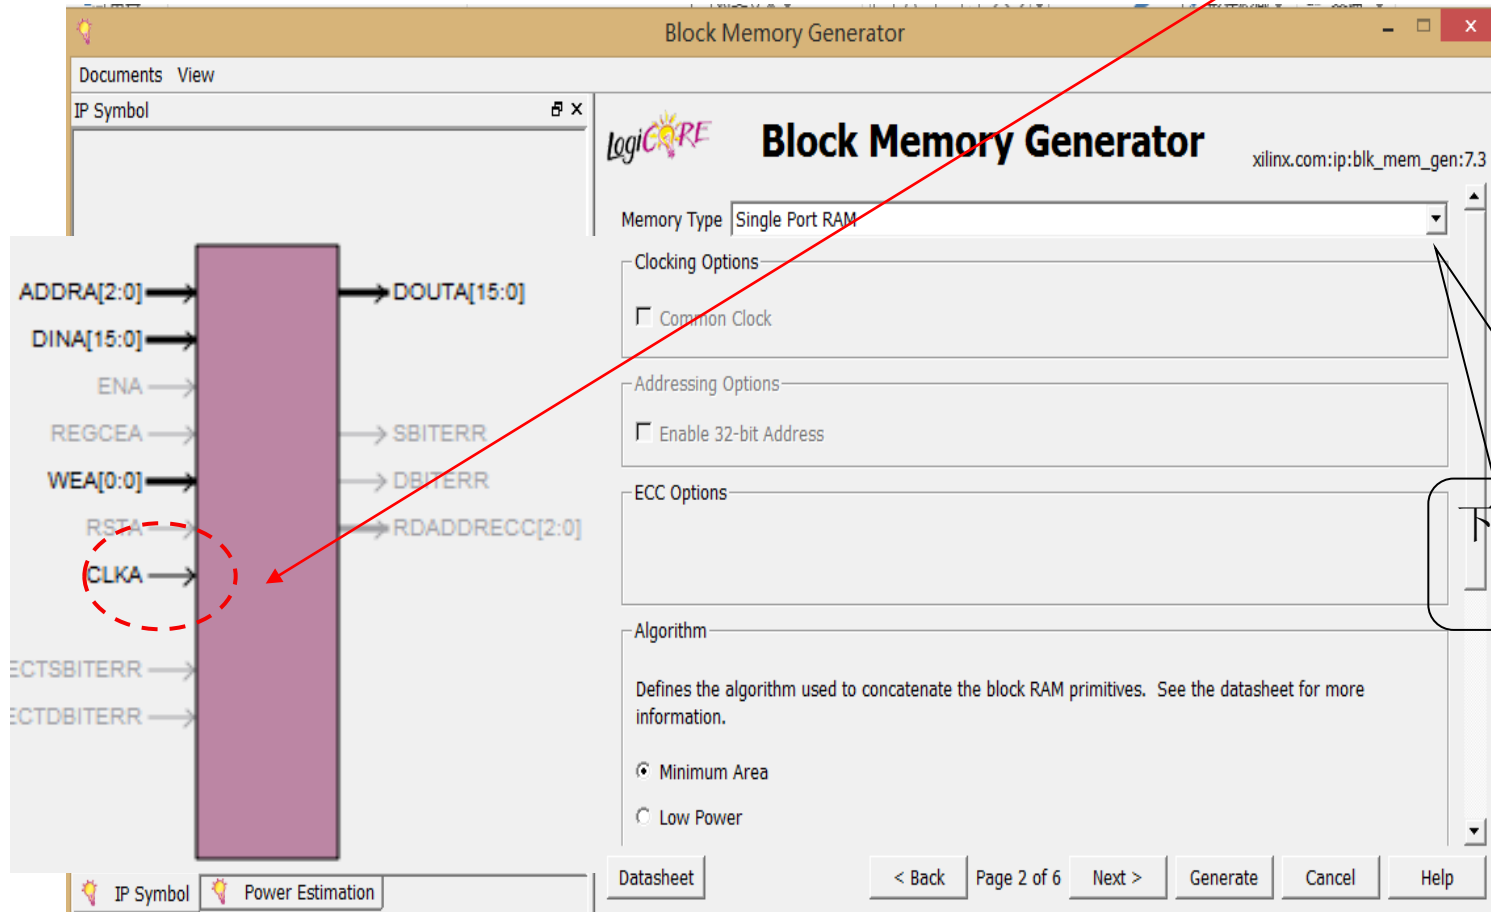 Block Memory Generator
Documents View
IP Symbol
LogiCORE
Block Memory Generator
xilinx.com:ip:blk_mem_gen:7.3
Memory Type Single Port RAM
Clocking Options
Common Clock
Addressing Options
Enable 32-bit Address
ECC Options
下
Algorithm
Defines the algorithm used to concatenate the block RAM primitives. See the datasheet for more
information.
Minimum Area
Low Power
ADDRA[2:0]
DOUTA[15:0]
DINA[15:0]
ENA
REGCEA
SBITERR
WEA[0:0]
DBITERR
RSTA
RDADDRECC[2:0]
CLKA
ECTSBITERR
ECTDBITERR
IP Symbol
Power Estimation
Datasheet
< Back
Page 2 of 6
Next >
Generate
Cancel
Help